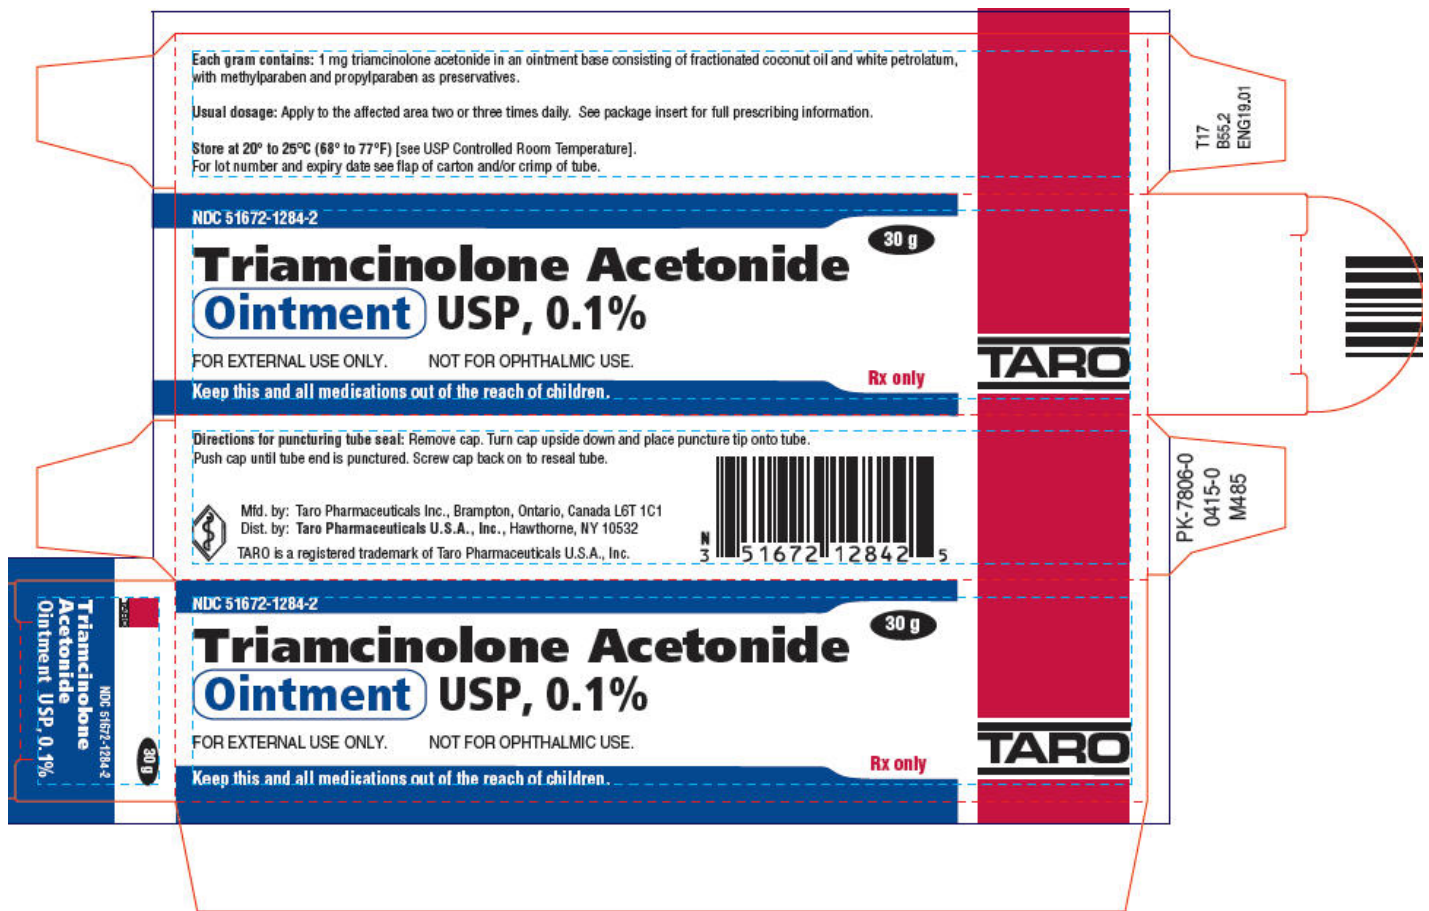 Each gram contains: 1 mg triamcinolone acetonide in an ointment base consisting of fractionated coconut oil and white petrolatum,
with methylparaben and propylparaben as preservatives.
Usual dosage: Apply to the affected area two or three times daily. See package insert for full prescribing information.
Store at 20° to 25°C (68° to 77°F) [see USP Controlled Room Temperature].
For lot number and expiry date see flap of carton and/or crimp of tube.
T17
B55.2
ENG19.01
NDC 51672-1284-2
30 g
Triamcinolone Acetonide
Ointment USP, 0.1%
FOR EXTERNAL USE ONLY. NOT FOR OPHTHALMIC USE.
Rx only
Keep this and all medications out of the reach of children.
TARO
Directions for puncturing tube seal: Remove cap. Turn cap upside down and place puncture tip onto tube.
Push cap until tube end is punctured. Screw cap back on to reseal tube.
Mfd. by: Taro Pharmaceuticals Inc., Brampton, Ontario, Canada L6T 1C1
Dist. by: Taro Pharmaceuticals U.S.A., Inc., Hawthorne, NY 10532
TARO is a registered trademark of Taro Pharmaceuticals U.S.A., Inc.
N
3 51672 12842 5
PK-7806-0
0415-0
M485
NDC 51672-1284-2
Triamcinolone
Acetonide
Ointment USP, 0.1%
30 g
TARO
NDC 51672-1284-2
30 g
Triamcinolone Acetonide
Ointment USP, 0.1%
FOR EXTERNAL USE ONLY. NOT FOR OPHTHALMIC USE.
Rx only
Keep this and all medications out of the reach of children.
TARO